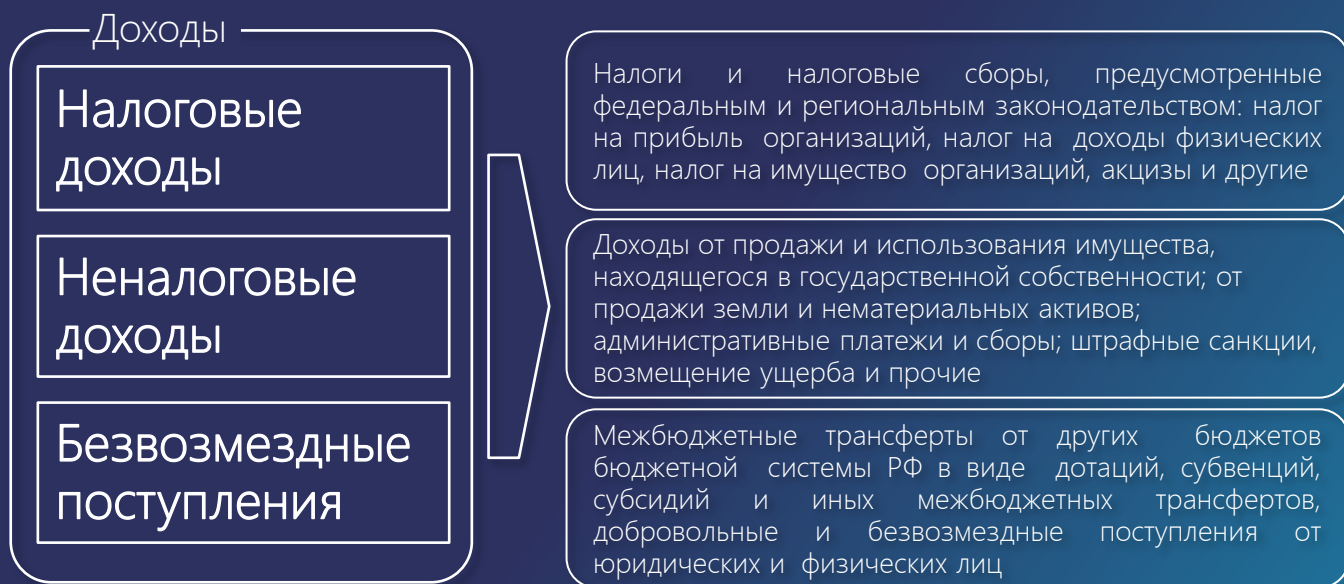 Доходы
Налоговые
доходы
Неналоговые
доходы
Безвозмездные
поступления
Налоги и налоговые сборы, предусмотренные
федеральным и региональным законодательством: налог
на прибыль организаций, налог на доходы физических
лиц, налог на имущество организаций, акцизы и другие
Доходы от продажи и использования имущества,
находящегося в государственной собственности; от
продажи земли и нематериальных активов;
административные платежи и сборы; штрафные санкции,
возмещение ущерба и прочие
Межбюджетные трансферты от других бюджетов
бюджетной системы РФ в виде дотаций, субвенций,
субсидий и иных межбюджетных трансфертов,
добровольные и безвозмездные поступления от
юридических и физических лиц